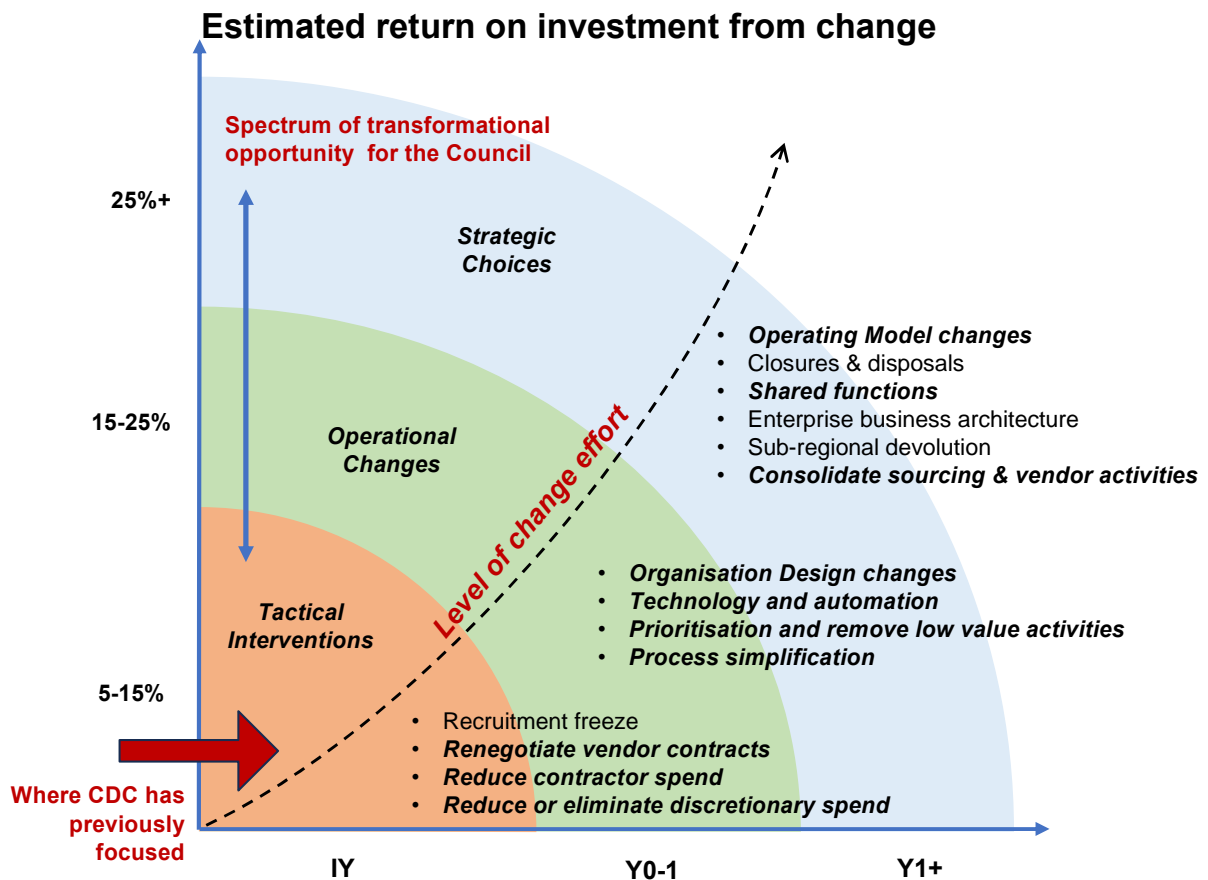 Estimated return on investment from change
Spectrum of transformational
opportunity for the Council
25%+
Strategic
Choices
• Operating Model changes
• Closures & disposals
• Shared functions
• Enterprise business architecture
• Sub-regional devolution
• Consolidate sourcing & vendor activities
15-25%
Operational
Changes
Level of change effort
• Organisation Design changes
• Technology and automation
• Prioritisation and remove low value activities
• Process simplification
Tactical
Interventions
5-15%
• Recruitment freeze
• Renegotiate vendor contracts
• Reduce contractor spend
• Reduce or eliminate discretionary spend
Where CDC has
previously
focused
IY
Y0-1
Y1+